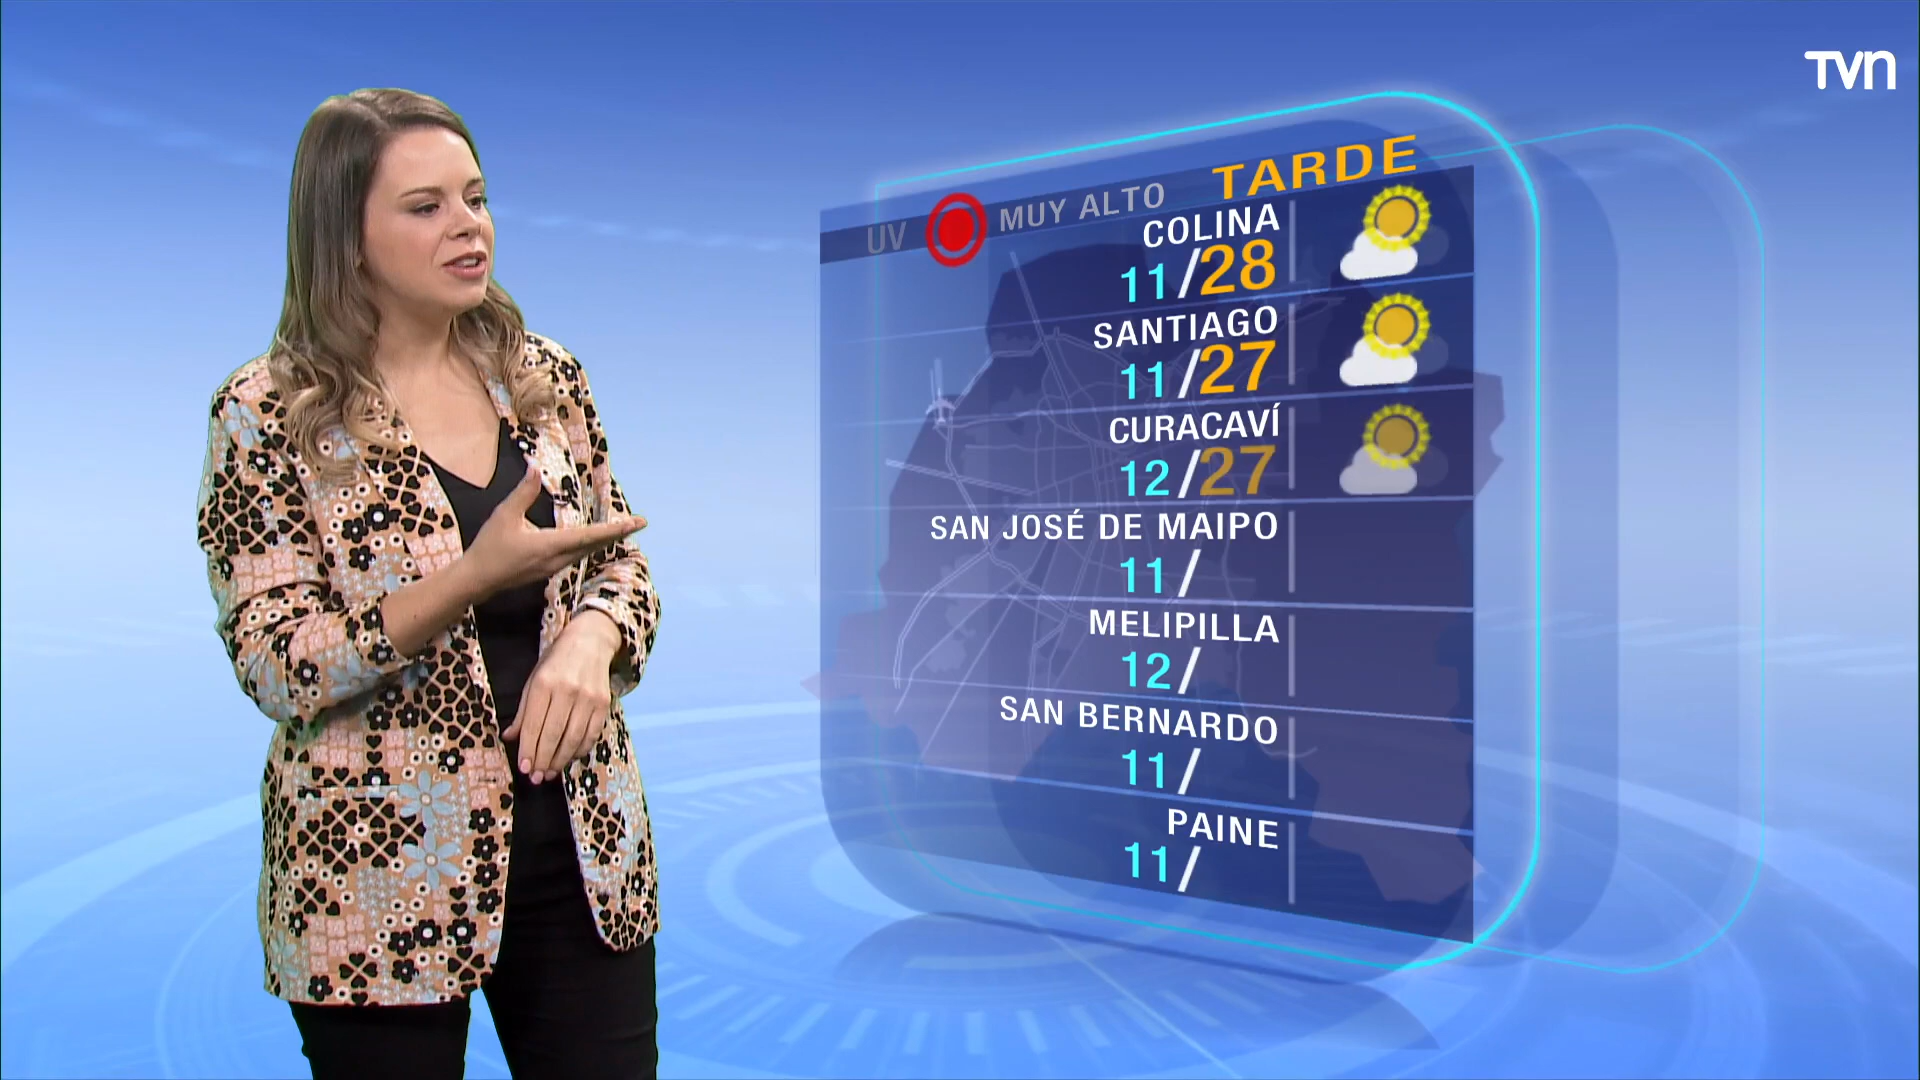 TVN
TARDE
UV MUY ALTO
COLINA
11/28
SANTIAGO
11/27
CURACAVÍ
12/27
SAN JOSÉ DE MAIPO
11/
MELIPILLA
12/
SAN BERNARDO
11/
PAINE
11/